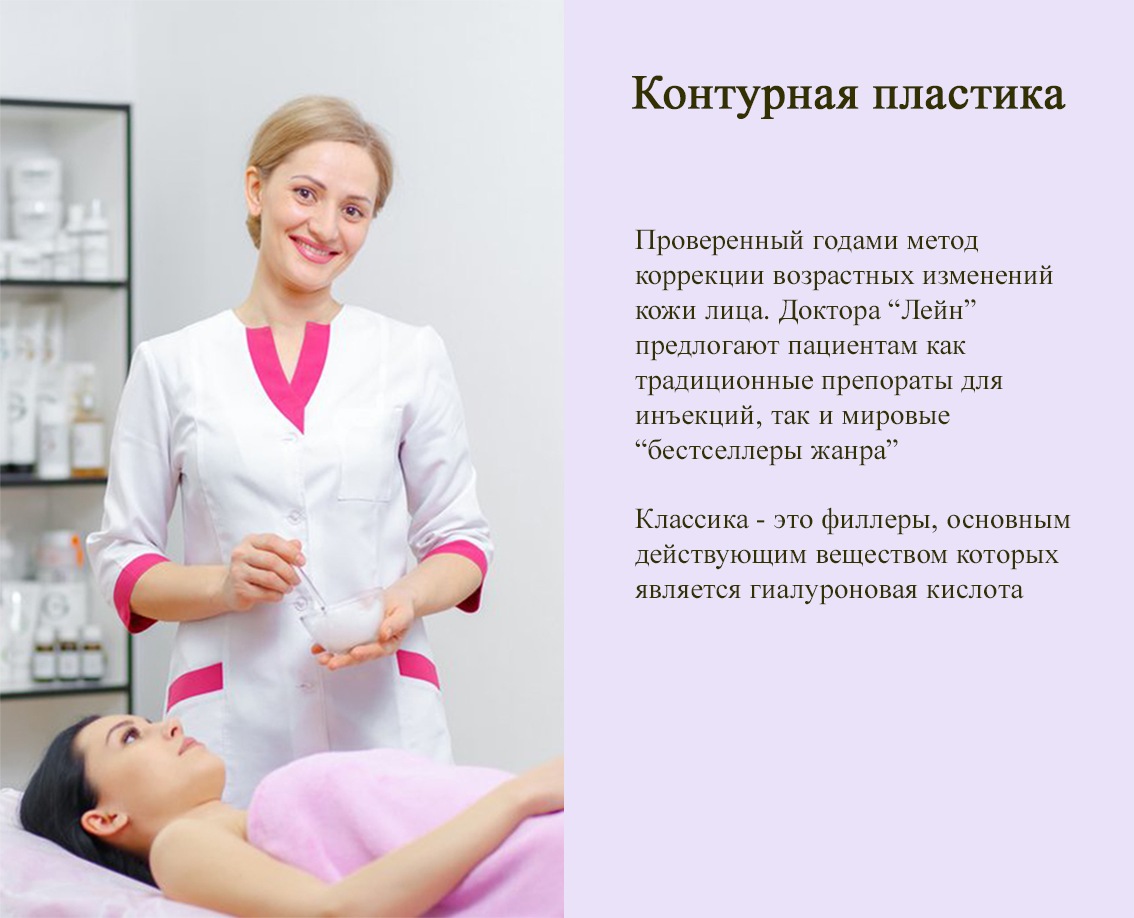 Контурная пластика
Проверенный годами метод
коррекции возрастных изменений
кожи лица. Доктора “Лейн”
предлогают пациентам как
традиционные препораты для
инъекций, так и мировые
“бестселлеры жанра”
Классика - это филлеры, основным
действующим веществом которых
является гиалуроновая кислота